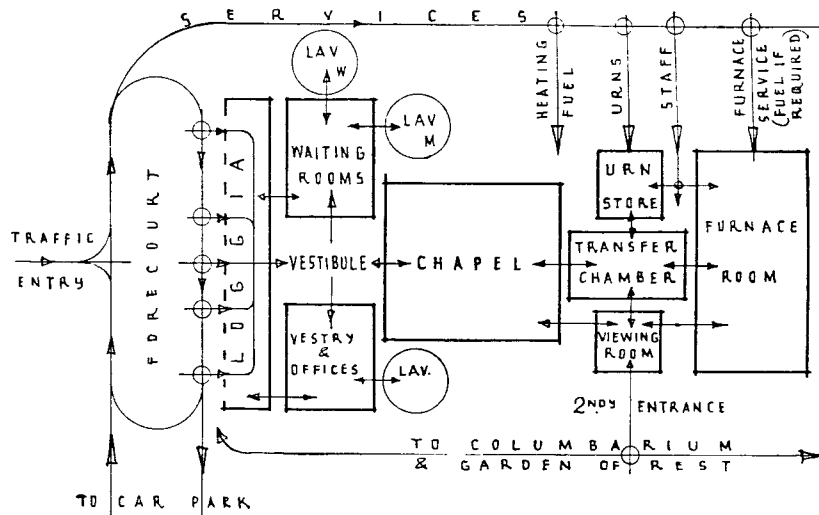 SERVICES
LAV
W
LAV
M
HEATING
FUEL
URNS
STAFF
FURNACE
SERVICE
(FUEL IF
REQUIRED)
WAITING
ROOMS
URN
STORE
FORECOURT
LOGGIA
TRAFFIC
ENTRY
VESTIBULE
CHAPEL
TRANSFER
CHAMBER
FURNACE
ROOM
VESTRY
&
OFFICES
LAV.
VIEWING
ROOM
2NDY ENTRANCE
TO COLUMBARIUM
& GARDEN OF REST
TO CAR PARK